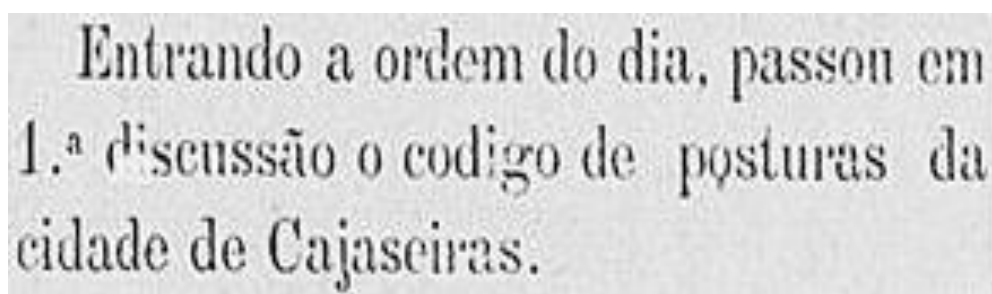 Entrando a ordem do dia, passou em
1.ª discussão o codigo de posturas da
cidade de Cajaseiras.